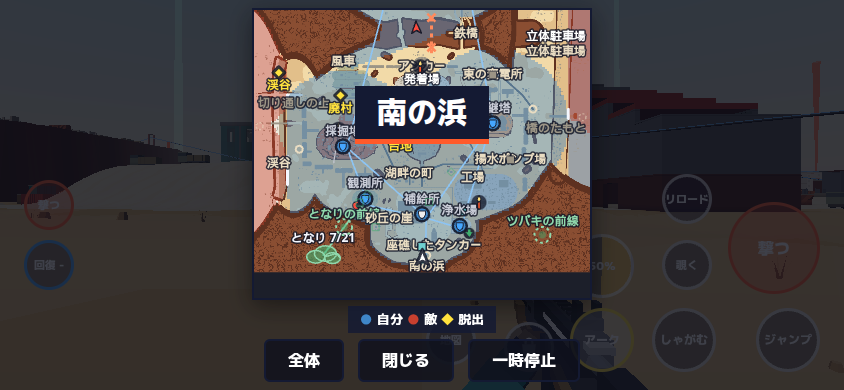 鉄橋
立体駐車場
立体駐車場
風車
発着場
東の変電所
渓谷
切り通しの上
廃村
南の浜
橋のたもと
台地
渓谷
揚水ポンプ場
湖畔の町
工場
観測所
補給所
となりの前線
砂丘の崖
浄水場
ツバキの前線
となり 7/21
座礁したタンカー
南の浜
リロード
撃つ
撃つ
回復 -
覗く
自分 敵 脱出
しゃがむ
ジャンプ
全体
閉じる
一時停止